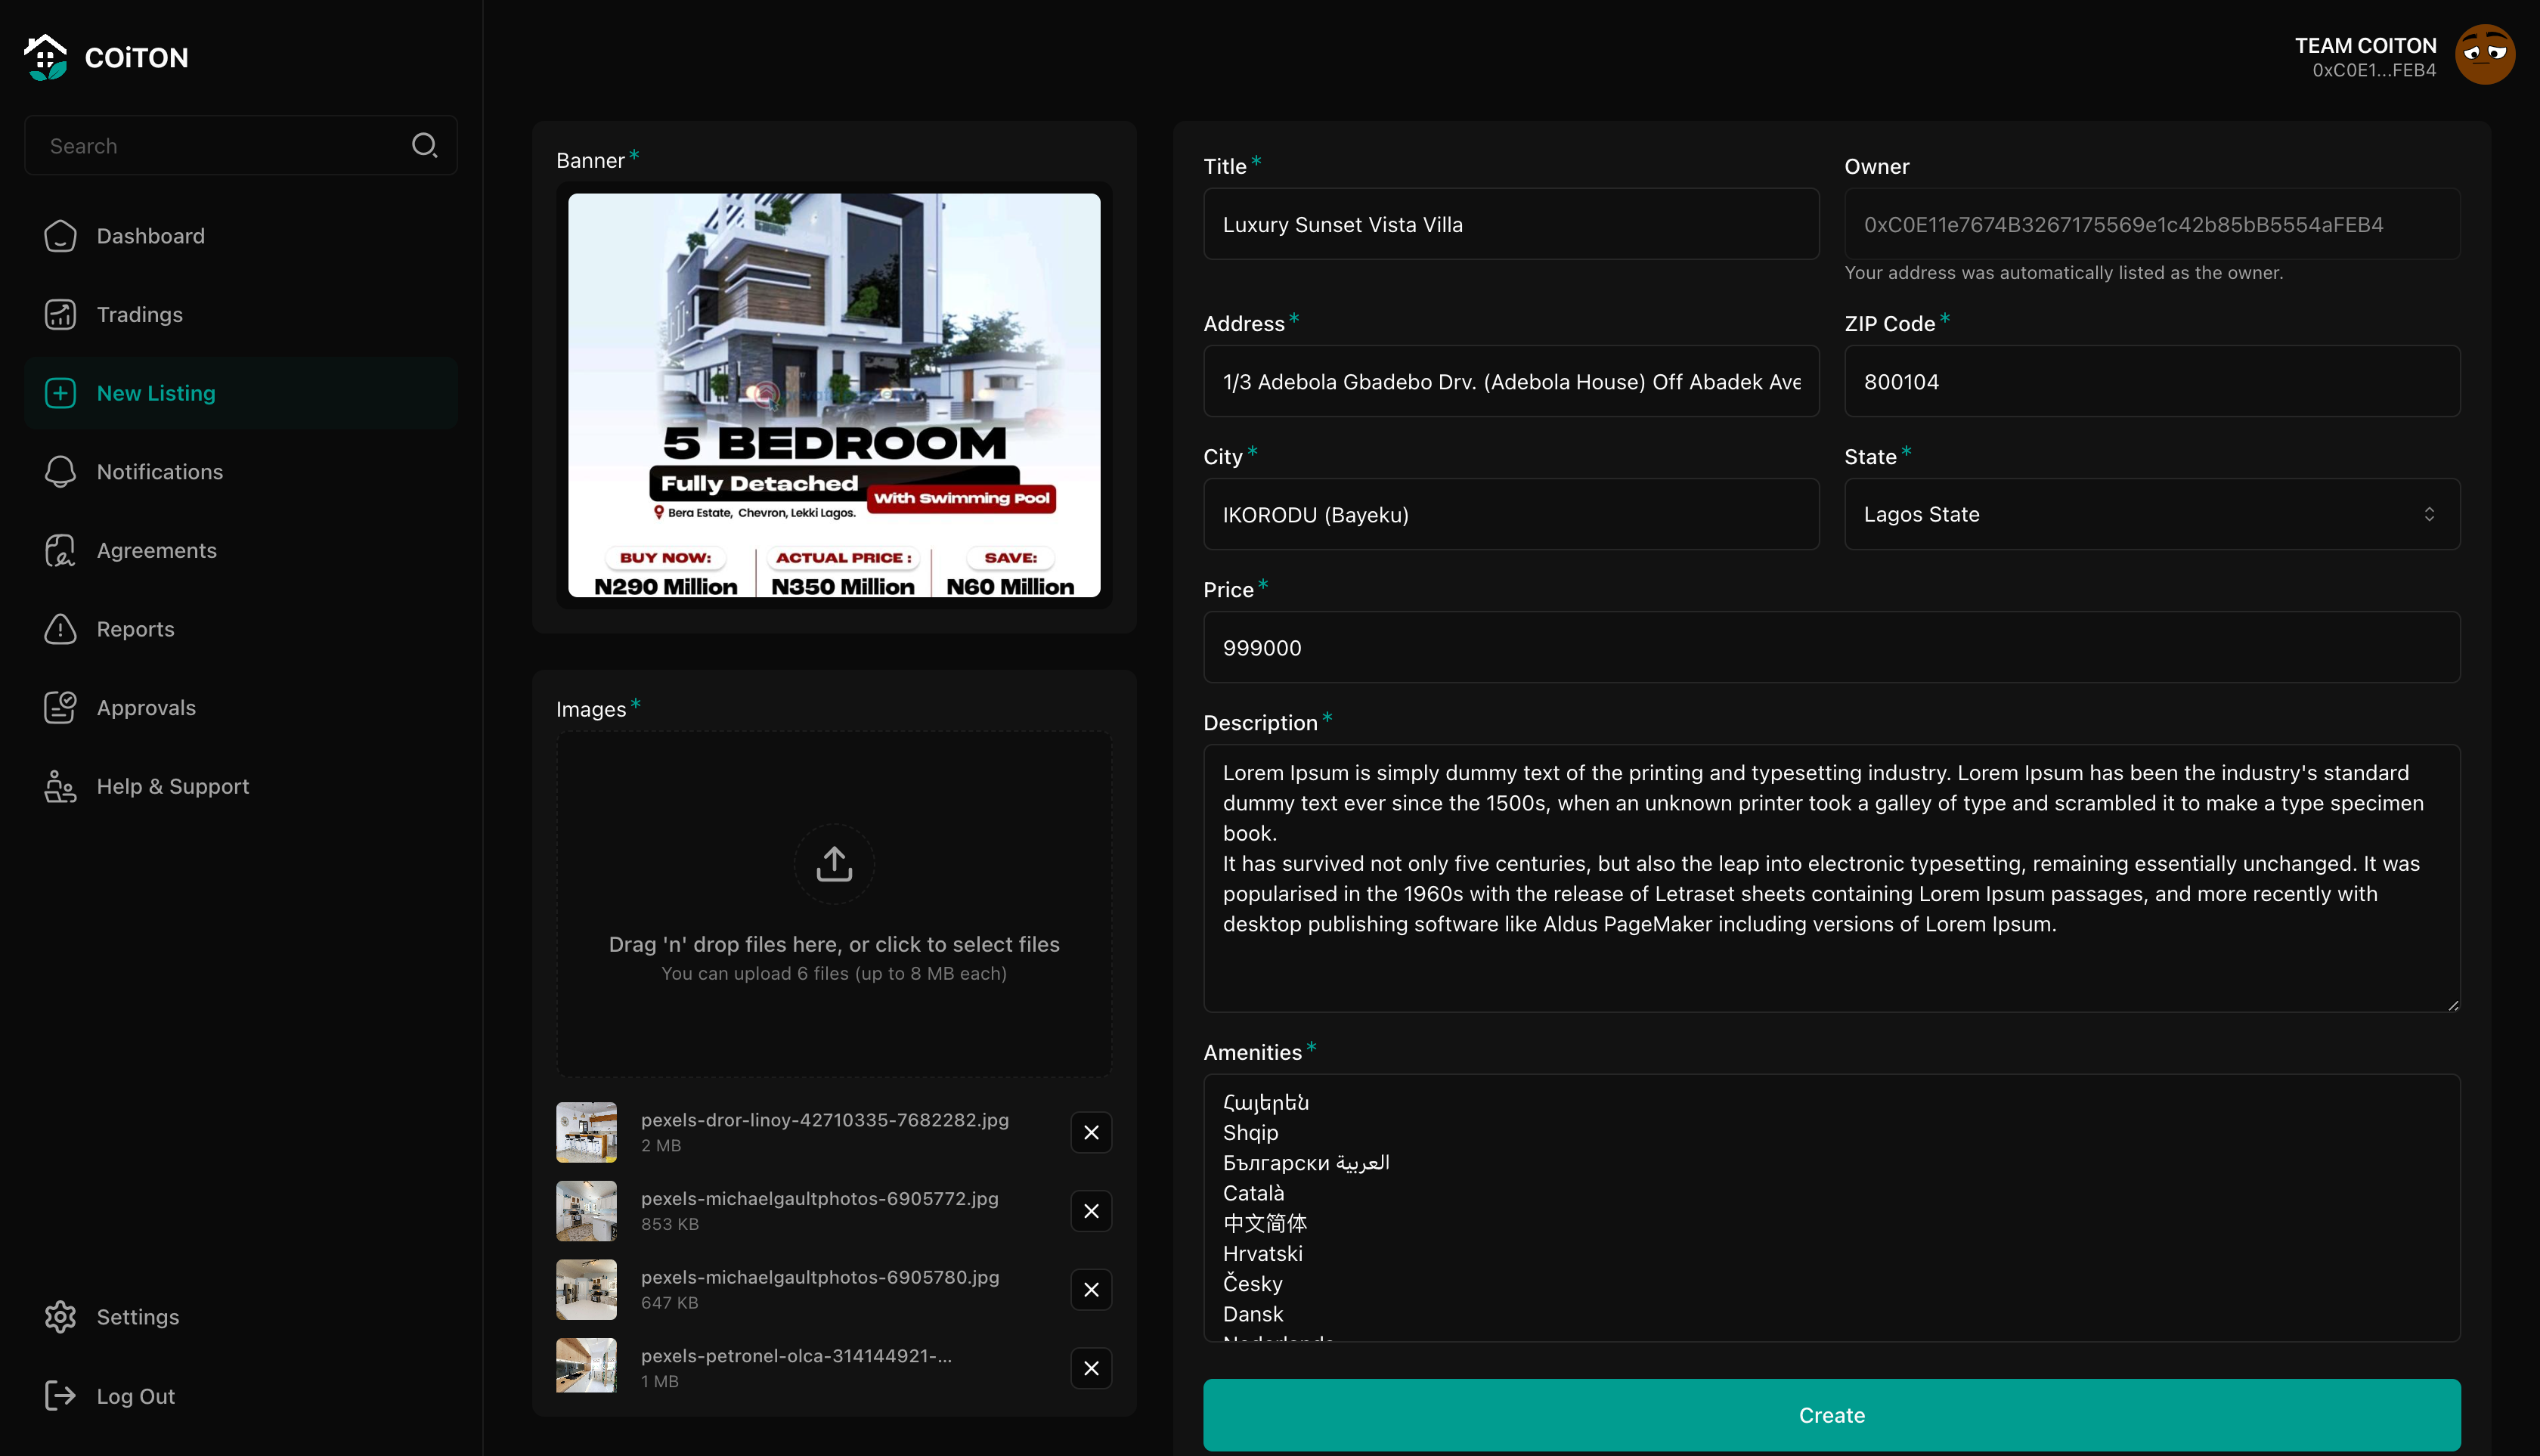 COiTON
Search
Dashboard
Tradings
New Listing
Notifications
Agreements
Reports
Approvals
Help & Support
Settings
Log Out
TEAM COITON
0xC0E1...FEB4
Banner *
5 BEDROOM
Fully Detached
With Swimming Pool
Bera Estate, Chevron, Lekki Lagos.
BUY NOW:
N290 Million
ACTUAL PRICE :
N350 Million
SAVE:
N60 Million
Images *
Drag 'n' drop files here, or click to select files
You can upload 6 files (up to 8 MB each)
pexels-dror-linoy-42710335-7682282.jpg
2 MB
pexels-michaelgaultphotos-6905772.jpg
853 KB
pexels-michaelgaultphotos-6905780.jpg
647 KB
pexels-petronel-olca-314144921-...
1 MB
Title *
Luxury Sunset Vista Villa
Owner
0xC0E11e7674B3267175569e1c42b85bB5554aFEB4
Your address was automatically listed as the owner.
Address *
1/3 Adebola Gbadebo Drv. (Adebola House) Off Abadek Ave
ZIP Code *
800104
City *
IKORODU (Bayeku)
State *
Lagos State
Price *
999000
Description *
Lorem Ipsum is simply dummy text of the printing and typesetting industry. Lorem Ipsum has been the industry's standard
dummy text ever since the 1500s, when an unknown printer took a galley of type and scrambled it to make a type specimen
book.
It has survived not only five centuries, but also the leap into electronic typesetting, remaining essentially unchanged. It was
popularised in the 1960s with the release of Letraset sheets containing Lorem Ipsum passages, and more recently with
desktop publishing software like Aldus PageMaker including versions of Lorem Ipsum.
Amenities *
Հայերեն
Shqip
Български العربية
Català
中文简体
Hrvatski
Česky
Dansk
Create